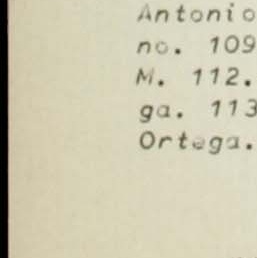 Antonio
no. 109
M. 112.
ga. 113
Ortega.